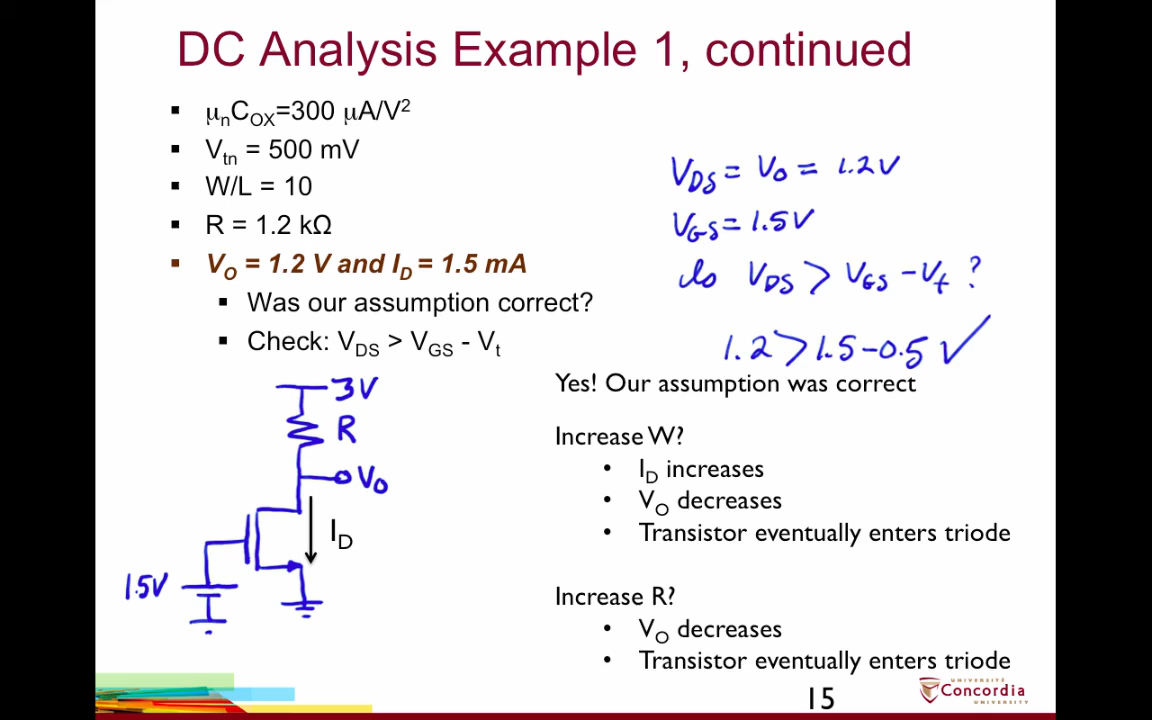 DC Analysis Example 1, continued
▪ μnCOX=300 μA/V²
▪ Vtn = 500 mV
▪ W/L = 10
▪ R = 1.2 kΩ
▪ VO = 1.2 V and ID = 1.5 mA
▪ Was our assumption correct?
▪ Check: VDS > VGS - Vt
VDS = VO = 1.2V
VGS = 1.5V
Is VDS > VGS - Vt ?
1.2 > 1.5 - 0.5 ✓
3V
R
VO
ID
1.5V
Yes! Our assumption was correct
Increase W?
• ID increases
• VO decreases
• Transistor eventually enters triode
Increase R?
• VO decreases
• Transistor eventually enters triode
15
UNIVERSITÉ
Concordia
UNIVERSITY